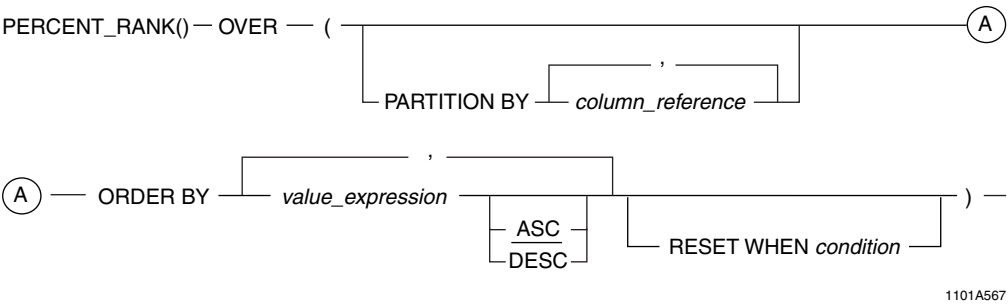 PERCENT_RANK() OVER ( A
,
PARTITION BY column_reference
,
A ORDER BY value_expression )
ASC
DESC
RESET WHEN condition
1101A567